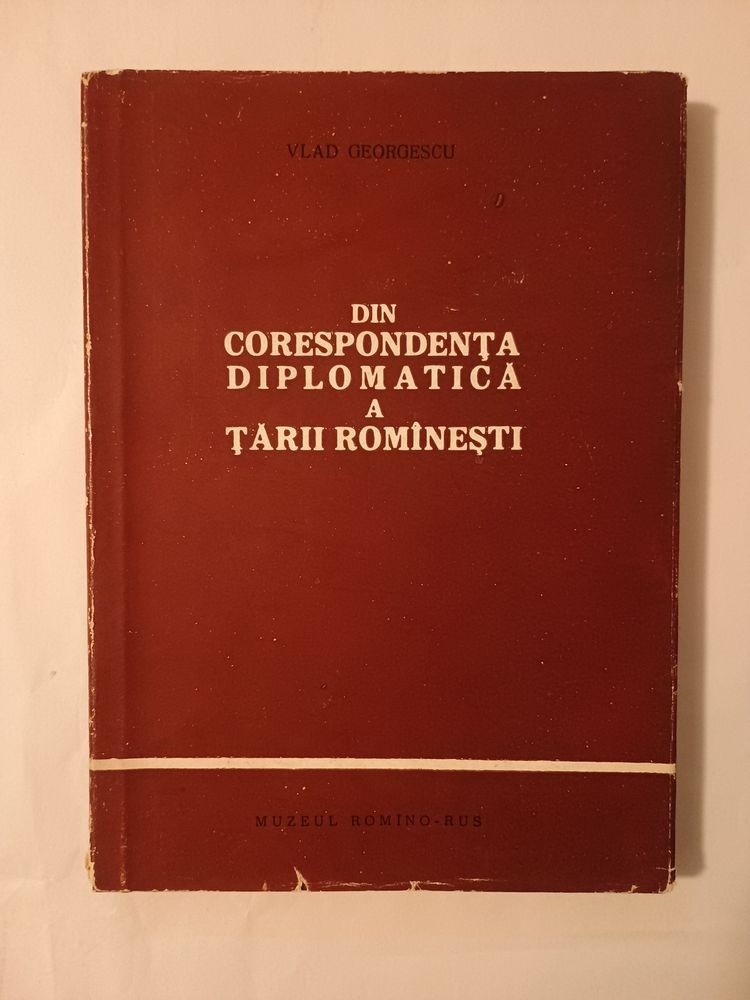 VLAD GEORGESCU
DIN
CORESPONDENŢA
DIPLOMATICĂ
A
ŢĂRII ROMÎNEŞTI
MUZEUL ROMÎNO-RUS